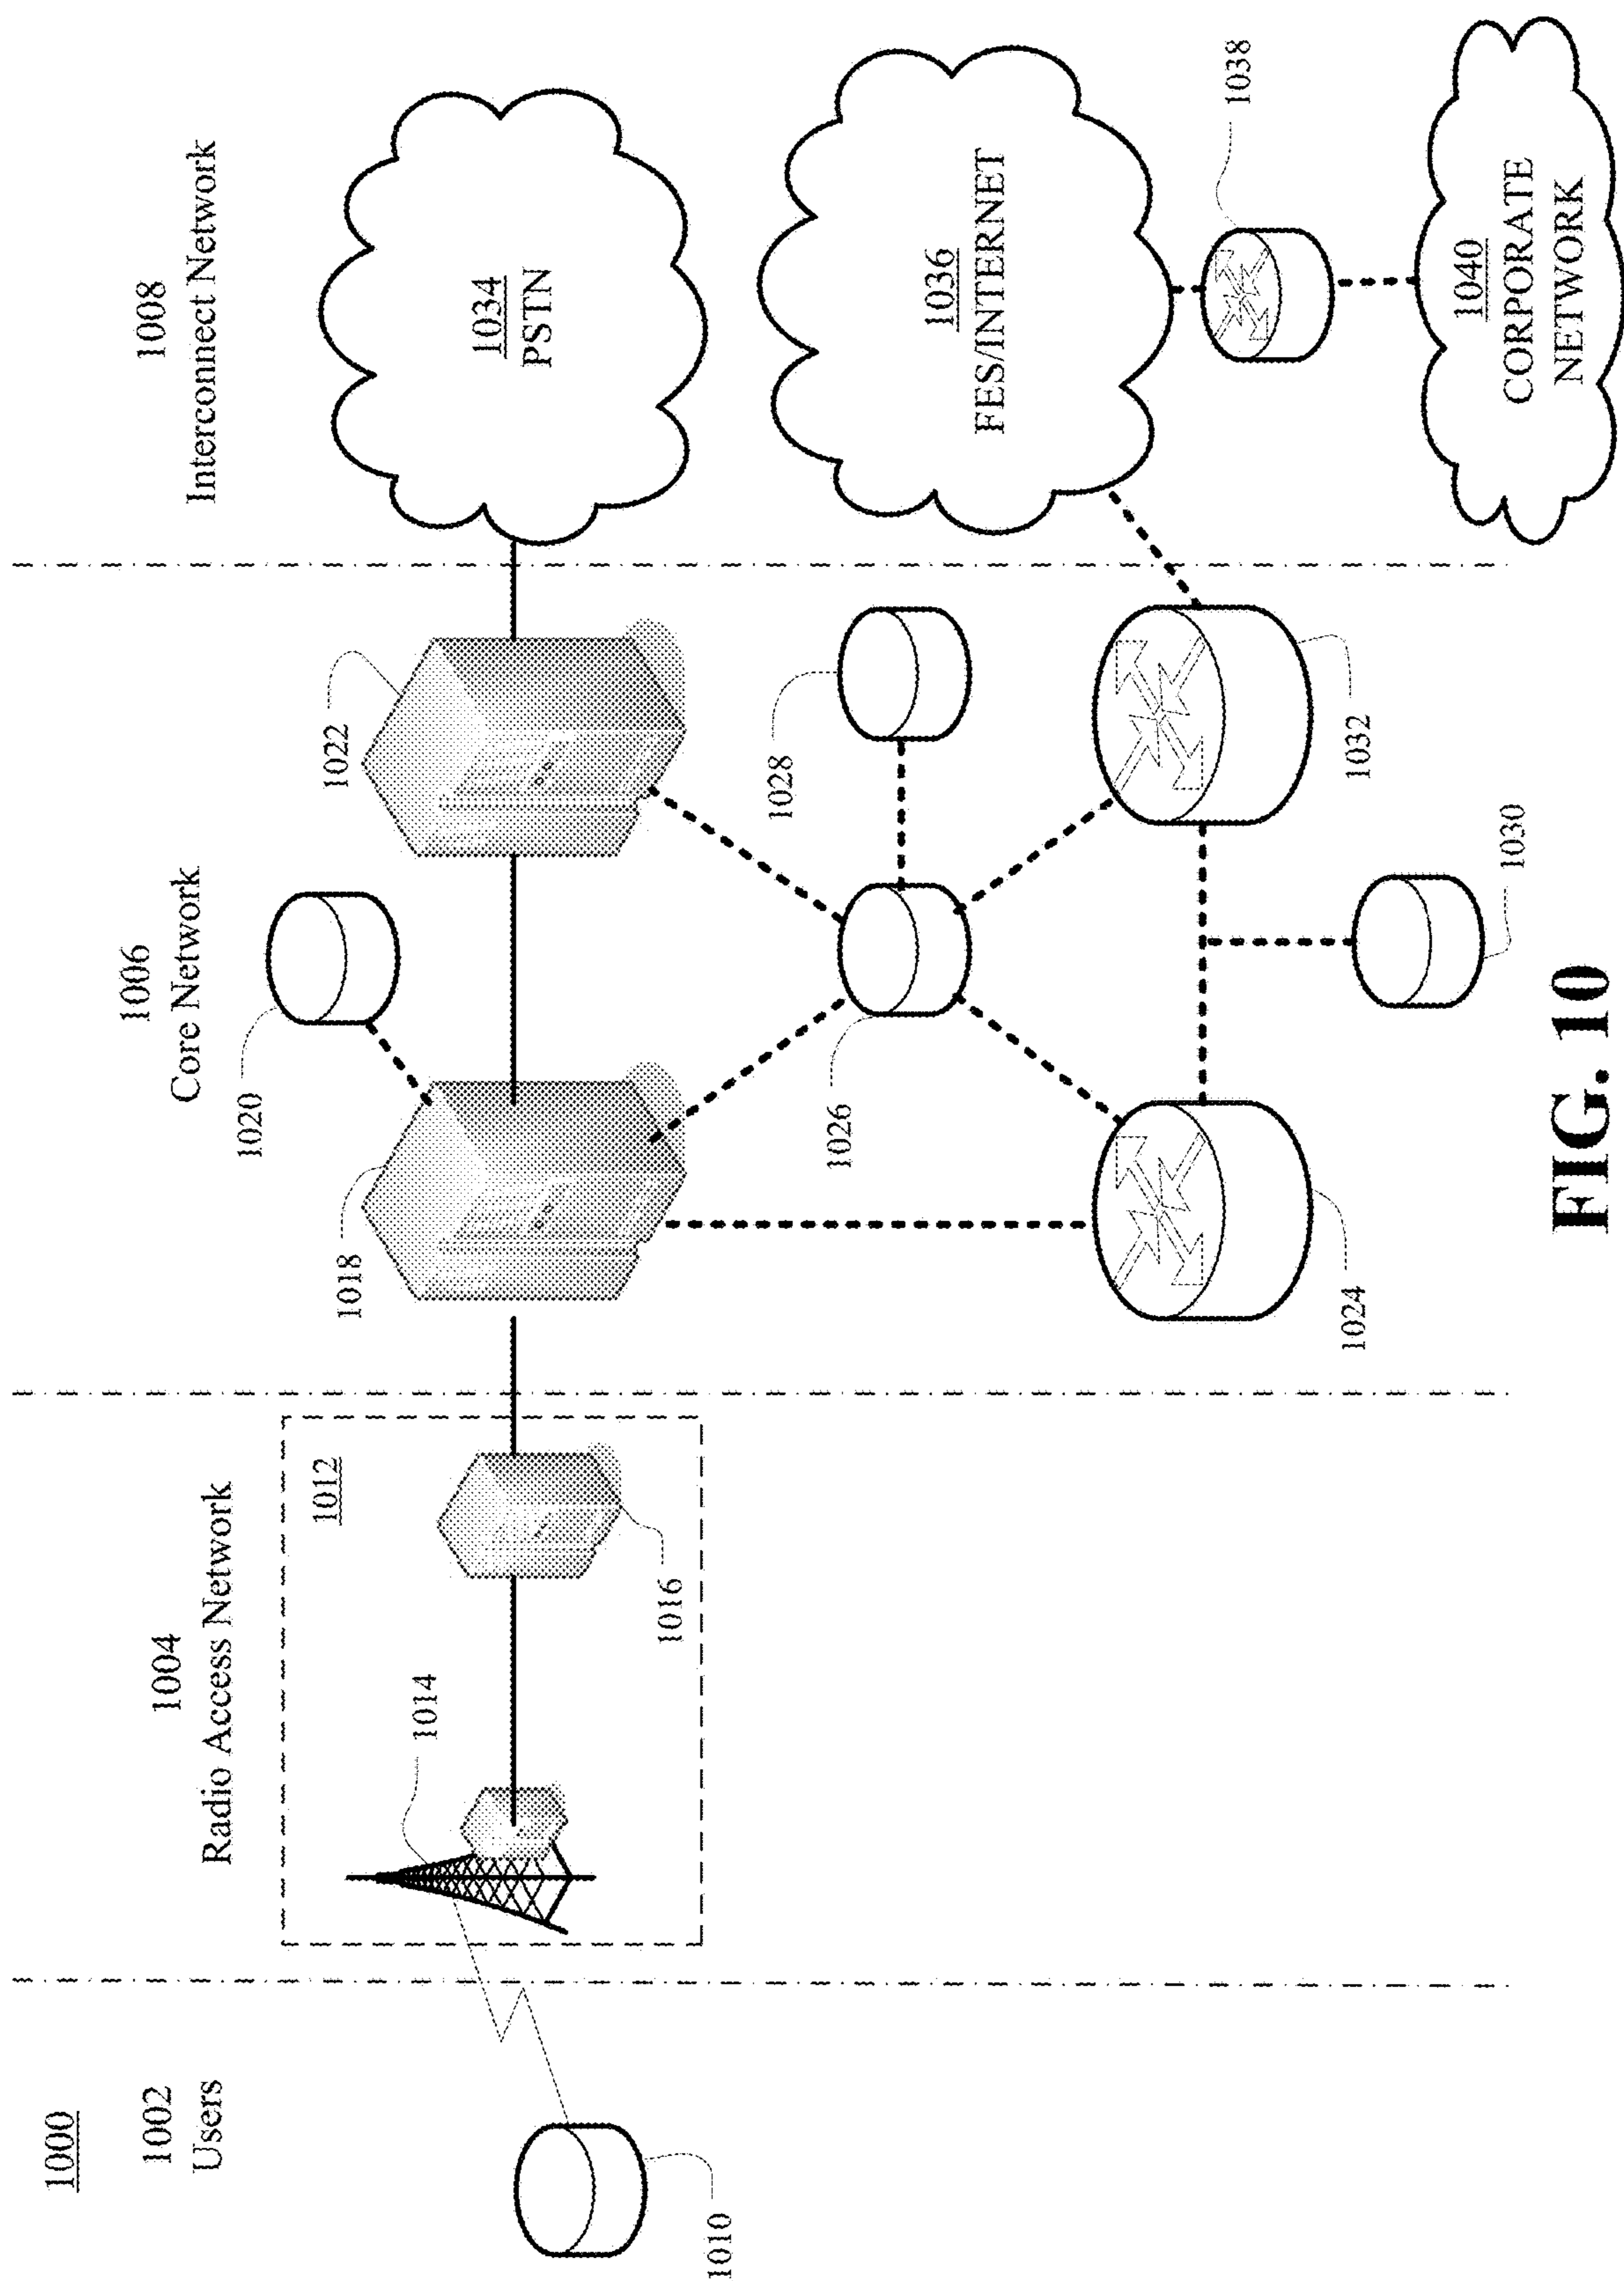 1000
1002
Users
1004
Radio Access Network
1006
Core Network
1008
Interconnect Network
1010
1012
1014
1016
1018
1020
1022
1024
1026
1028
1030
1032
1034
PSTN
1036
FES/INTERNET
1038
1040
CORPORATE
NETWORK
FIG. 10